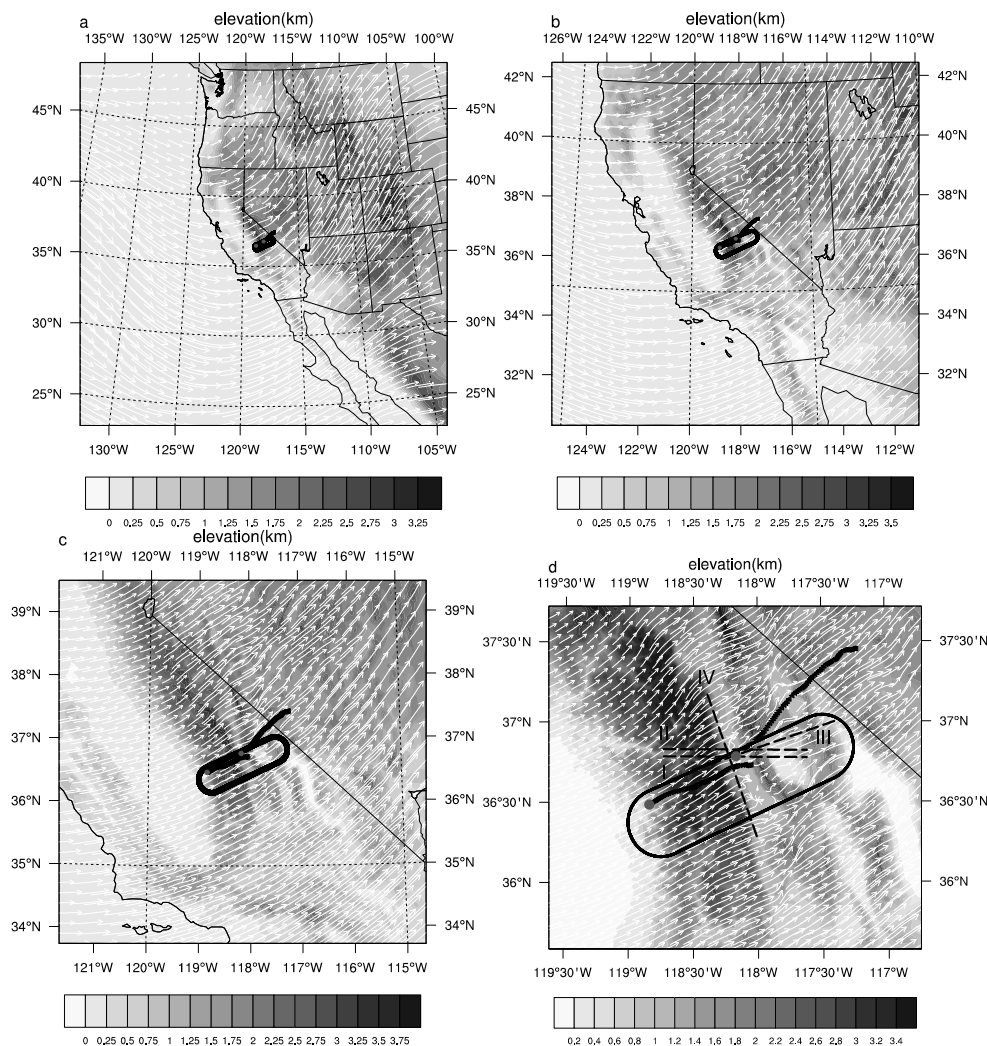 a
elevation(km)
135°W 130°W 125°W 120°W 115°W 110°W 105°W 100°W
45°N 45°N
40°N 40°N
35°N 35°N
30°N 30°N
25°N 25°N
130°W 125°W 120°W 115°W 110°W 105°W
0 0.25 0.5 0.75 1 1.25 1.5 1.75 2 2.25 2.5 2.75 3 3.25
b
elevation(km)
126°W 124°W 122°W 120°W 118°W 116°W 114°W 112°W 110°W
42°N 42°N
40°N 40°N
38°N 38°N
36°N 36°N
34°N 34°N
32°N 32°N
124°W 122°W 120°W 118°W 116°W 114°W 112°W
0 0.25 0.5 0.75 1 1.25 1.5 1.75 2 2.25 2.5 2.75 3 3.25 3.5
c
elevation(km)
121°W 120°W 119°W 118°W 117°W 116°W 115°W 114°W
39°N 39°N
38°N 38°N
37°N 37°N
36°N 36°N
35°N 35°N
34°N 34°N
121°W 120°W 119°W 118°W 117°W 116°W 115°W
0 0.25 0.5 0.75 1 1.25 1.5 1.75 2 2.25 2.5 2.75 3 3.25 3.5 3.75
d
elevation(km)
119°30'W 119°W 118°30'W 118°W 117°30'W 117°W
37°30'N 37°30'N
IV
37°N 37°N
II
III
I
36°30'N 36°30'N
36°N 36°N
119°30'W 119°W 118°30'W 118°W 117°30'W 117°W
0.2 0.4 0.6 0.8 1 1.2 1.4 1.6 1.8 2 2.2 2.4 2.6 2.8 3 3.2 3.4